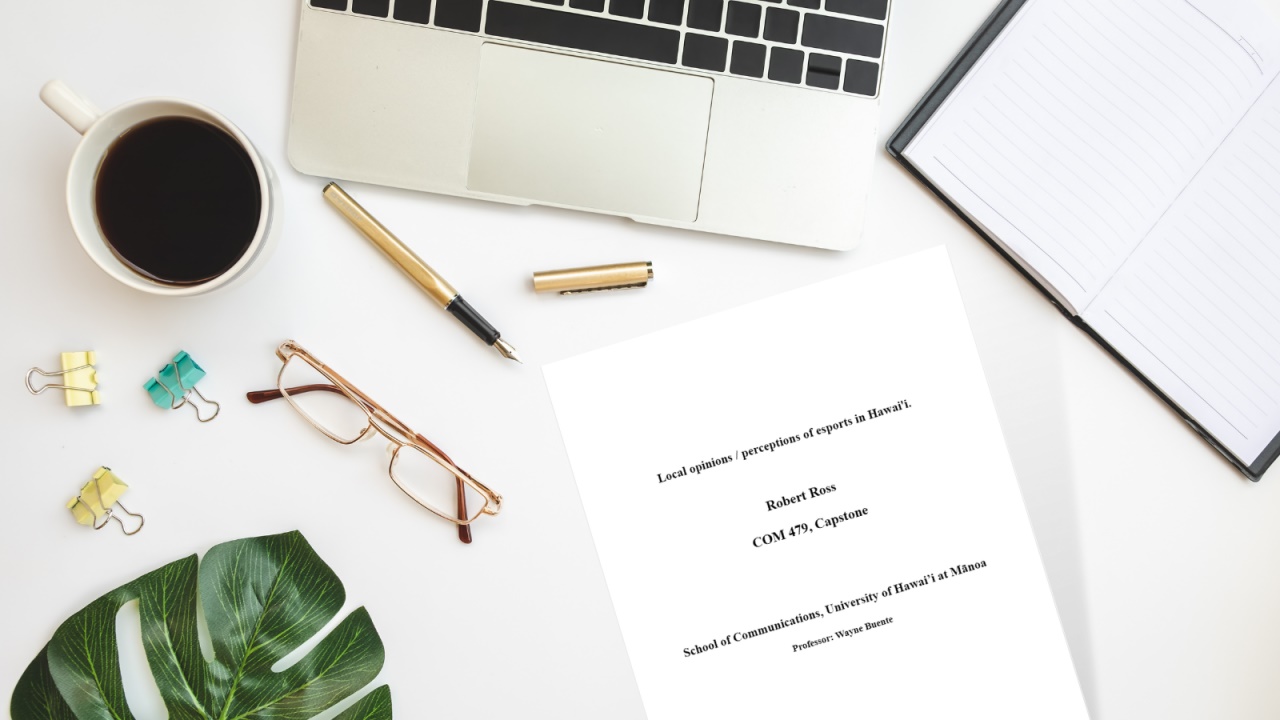 Local opinions / perceptions of esports in Hawai'i.
Robert Ross
COM 479, Capstone
School of Communications, University of Hawai'i at Mānoa
Professor: Wayne Buente